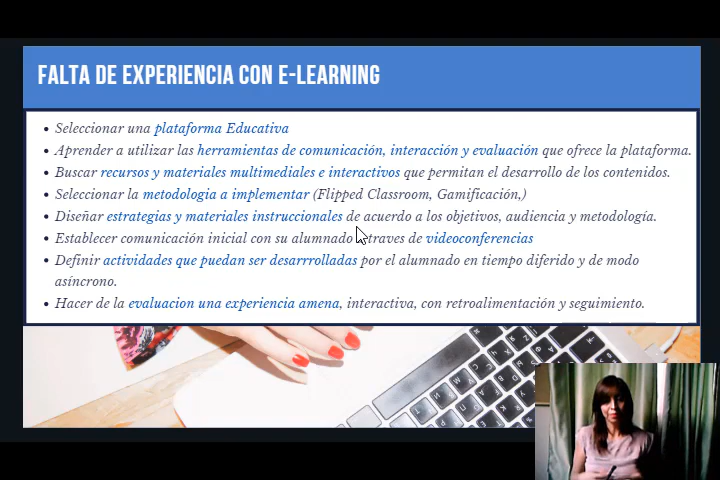 FALTA DE EXPERIENCIA CON E-LEARNING
• Seleccionar una plataforma Educativa
• Aprender a utilizar las herramientas de comunicación, interacción y evaluación que ofrece la plataforma.
• Buscar recursos y materiales multimediales e interactivos que permitan el desarrollo de los contenidos.
• Seleccionar la metodologia a implementar (Flipped Classroom, Gamificación,)
• Diseñar estrategias y materiales instruccionales de acuerdo a los objetivos, audiencia y metodología.
• Establecer comunicación inicial con su alumnado traves de videoconferencias
• Definir actividades que puedan ser desarrrolladas por el alumnado en tiempo diferido y de modo
asíncrono.
• Hacer de la evaluacion una experiencia amena, interactiva, con retroalimentación y seguimiento.